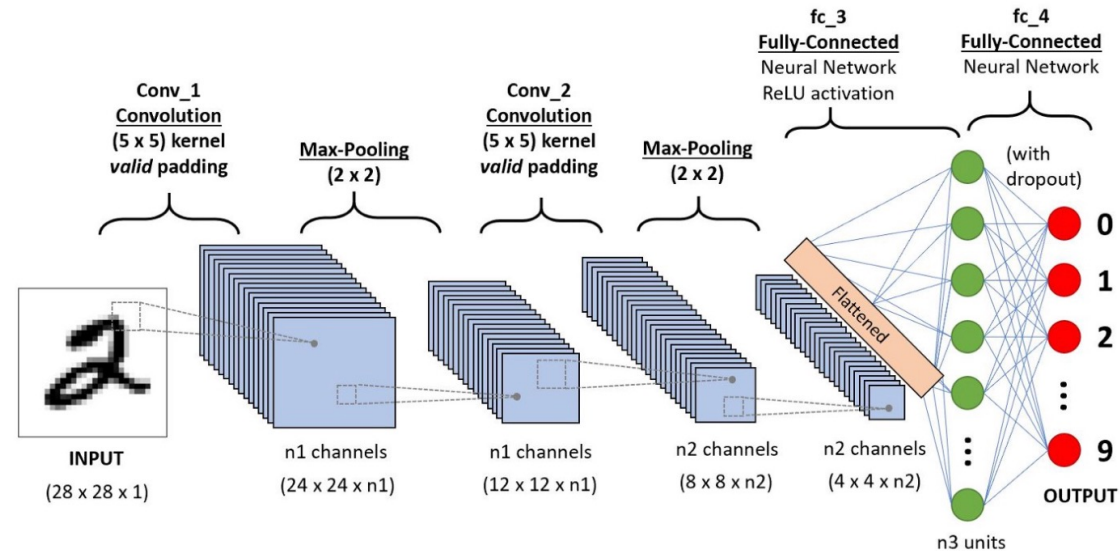 Conv_1
Convolution
(5 x 5) kernel
valid padding
Max-Pooling
(2 x 2)
Conv_2
Convolution
(5 x 5) kernel
valid padding
Max-Pooling
(2 x 2)
fc_3
Fully-Connected
Neural Network
ReLU activation
fc_4
Fully-Connected
Neural Network
(with
dropout)
2
Flattened
0
1
2
9
INPUT
(28 x 28 x 1)
n1 channels
(24 x 24 x n1)
n1 channels
(12 x 12 x n1)
n2 channels
(8 x 8 x n2)
n2 channels
(4 x 4 x n2)
n3 units
OUTPUT